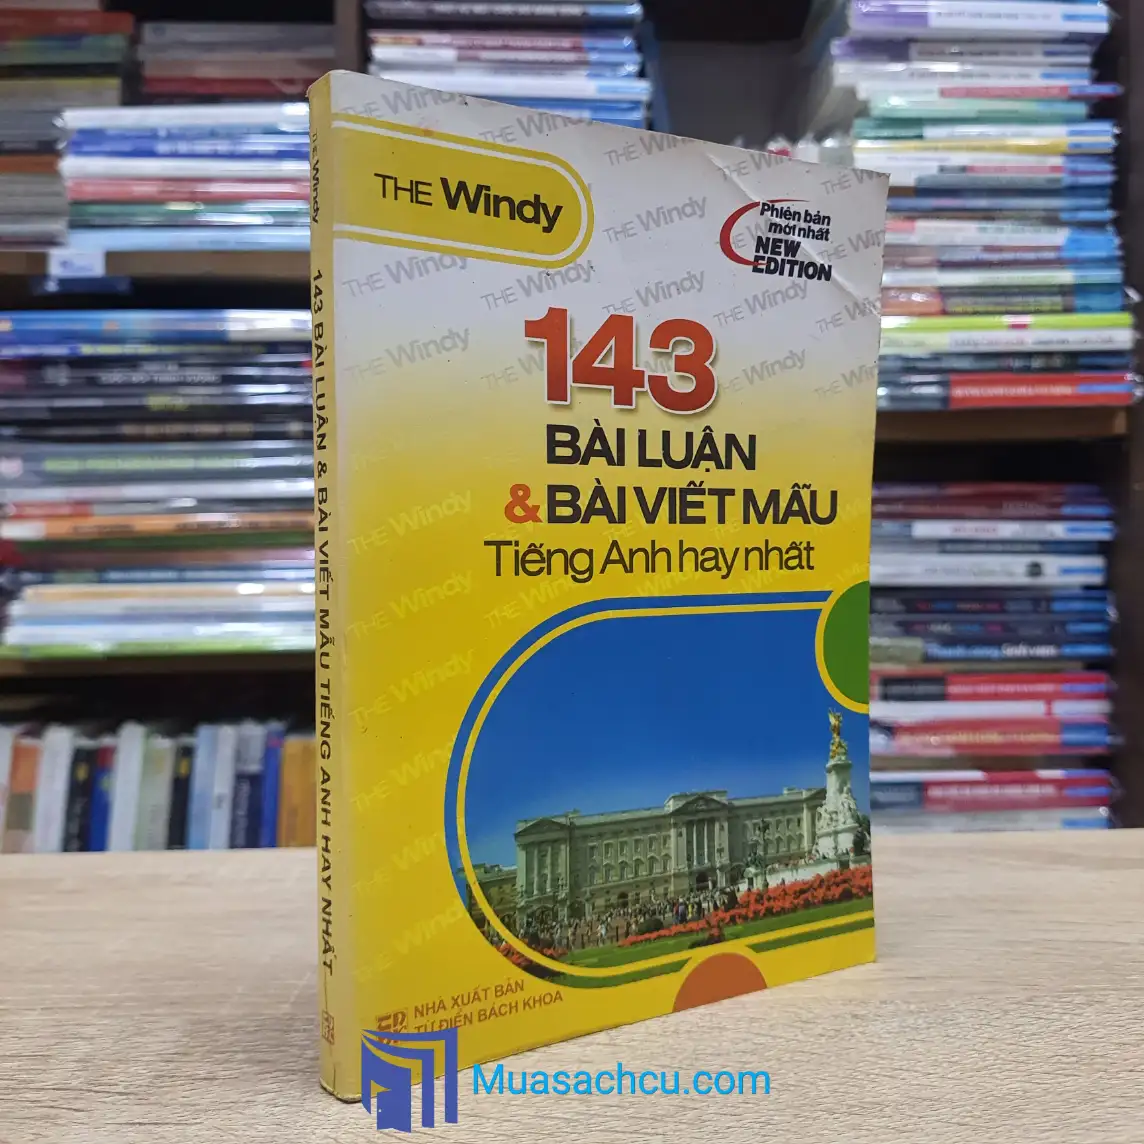 THE Windy
Phiên bản
mới nhất
NEW
EDITION
143
BÀI LUẬN
& BÀI VIẾT MẪU
Tiếng Anh hay nhất
NHÀ XUẤT BẢN
TỪ ĐIỂN BÁCH KHOA
THE Windy 143 BÀI LUẬN & BÀI VIẾT MẪU TIẾNG ANH HAY NHẤT
Muasachcu.com